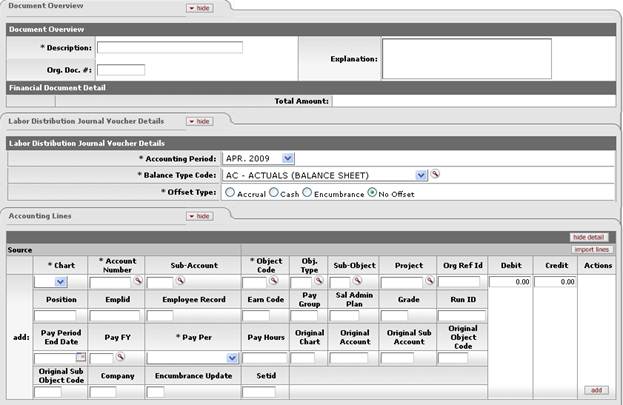 Document Overview hide
Document Overview
* Description: Explanation:
Org. Doc. #:
Financial Document Detail
Total Amount:
Labor Distribution Journal Voucher Details hide
Labor Distribution Journal Voucher Details
* Accounting Period: APR. 2009
* Balance Type Code: AC - ACTUALS (BALANCE SHEET)
* Offset Type: Accrual Cash Encumbrance No Offset
Accounting Lines hide
hide detail
Source import lines
* Chart * Account Number Sub-Account * Object Code Obj. Type Sub-Object Project Org Ref Id Debit Credit Actions
0.00 0.00
Position Emplid Employee Record Earn Code Pay Group Sal Admin Plan Grade Run ID
add: Pay Period End Date Pay FY * Pay Per Pay Hours Original Chart Original Account Original Sub Account Original Object Code
Original Sub Object Code Company Encumbrance Update Setid
add